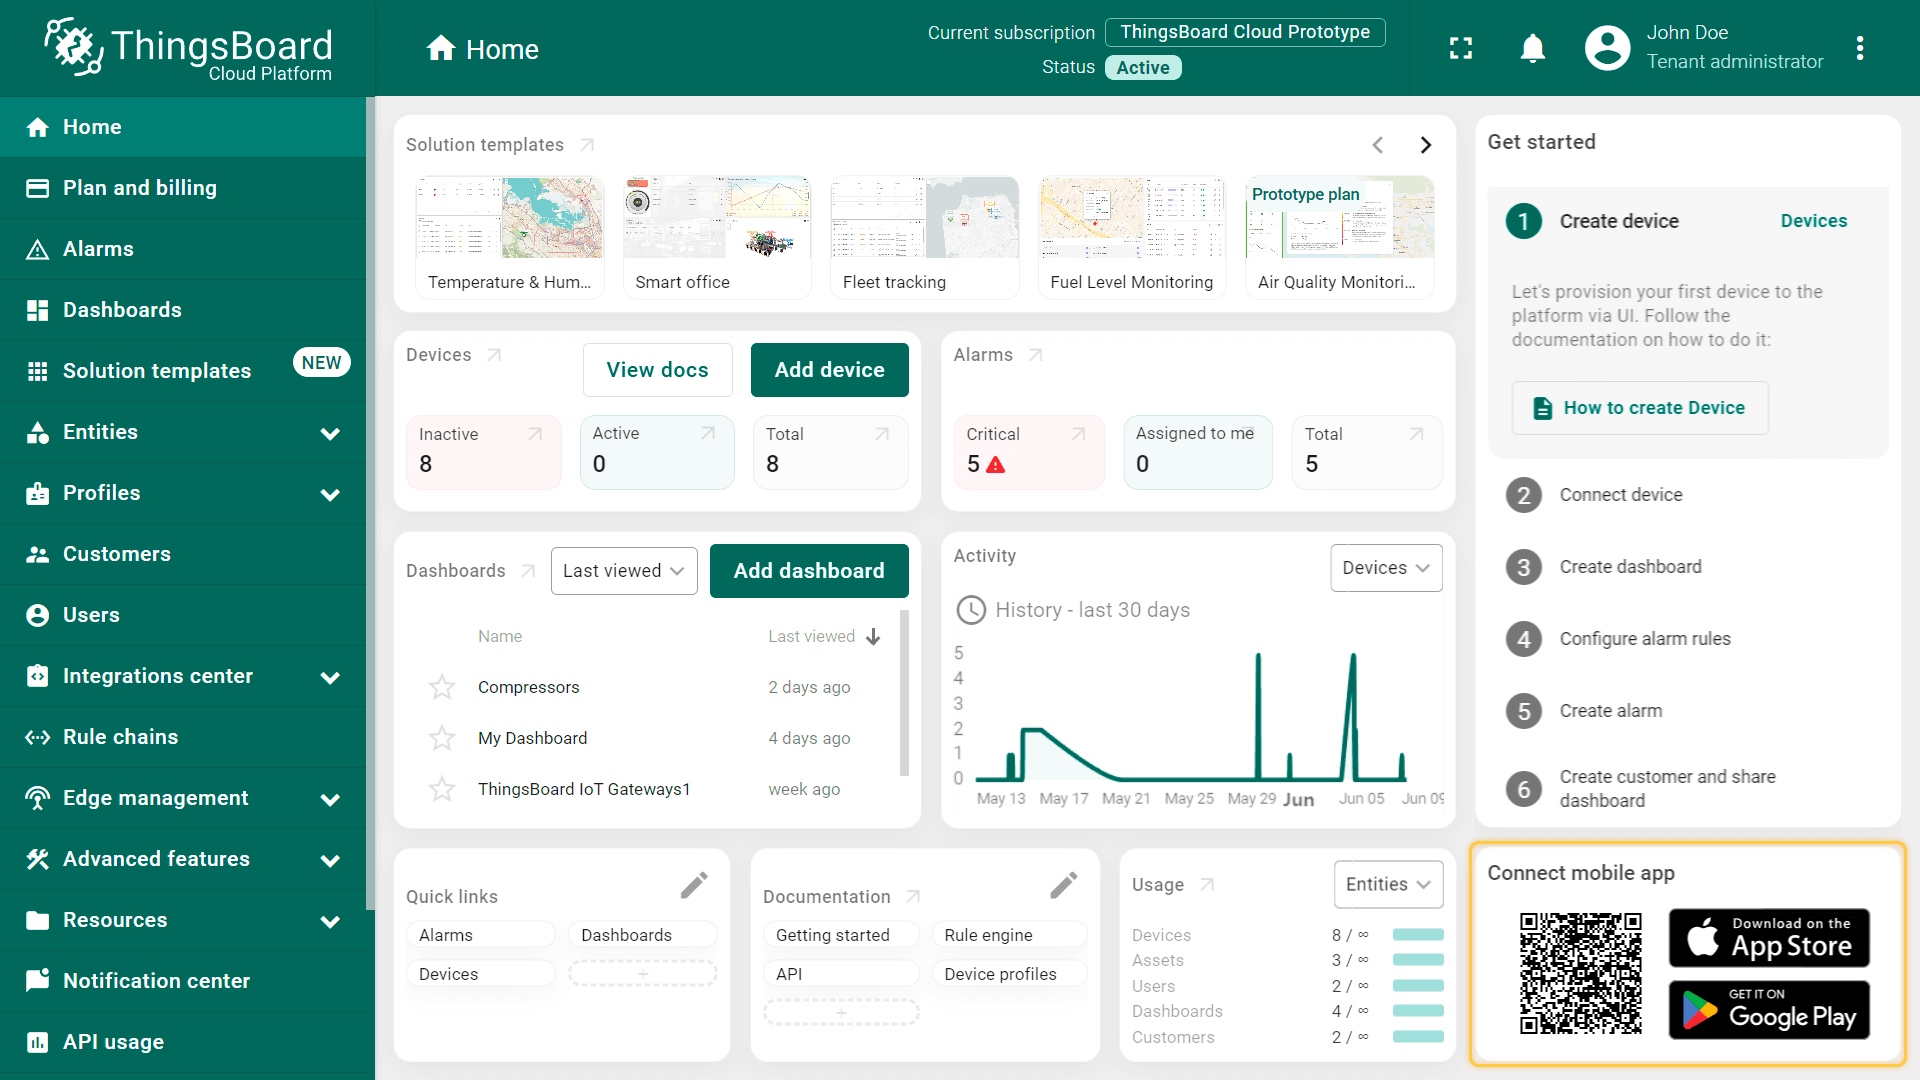 ThingsBoard
Cloud Platform
Home
Current subscription
ThingsBoard Cloud Prototype
Status
Active
John Doe
Tenant administrator
Home
Plan and billing
Alarms
Dashboards
Solution templates
NEW
Entities
Profiles
Customers
Users
Integrations center
Rule chains
Edge management
Advanced features
Resources
Notification center
API usage
Solution templates
Temperature & Hum...
Smart office
Fleet tracking
Fuel Level Monitoring
Prototype plan
Air Quality Monitori...
Devices
View docs
Add device
Inactive
8
Active
0
Total
8
Alarms
Critical
5
Assigned to me
0
Total
5
Dashboards
Last viewed
Add dashboard
Name
Last viewed
Compressors
2 days ago
My Dashboard
4 days ago
ThingsBoard IoT Gateways1
week ago
Activity
Devices
History - last 30 days
5
4
3
2
1
0
May 13
May 17
May 21
May 25
May 29
Jun
Jun 05
Jun 09
Quick links
Alarms
Dashboards
Devices
+
Documentation
Getting started
Rule engine
API
Device profiles
+
Usage
Entities
Devices 8 / ∞
Assets 3 / ∞
Users 2 / ∞
Dashboards 4 / ∞
Customers 2 / ∞
Get started
1
Create device
Devices
Let's provision your first device to the
platform via UI. Follow the
documentation on how to do it:
How to create Device
2
Connect device
3
Create dashboard
4
Configure alarm rules
5
Create alarm
6
Create customer and share
dashboard
Connect mobile app
Download on the
App Store
GET IT ON
Google Play